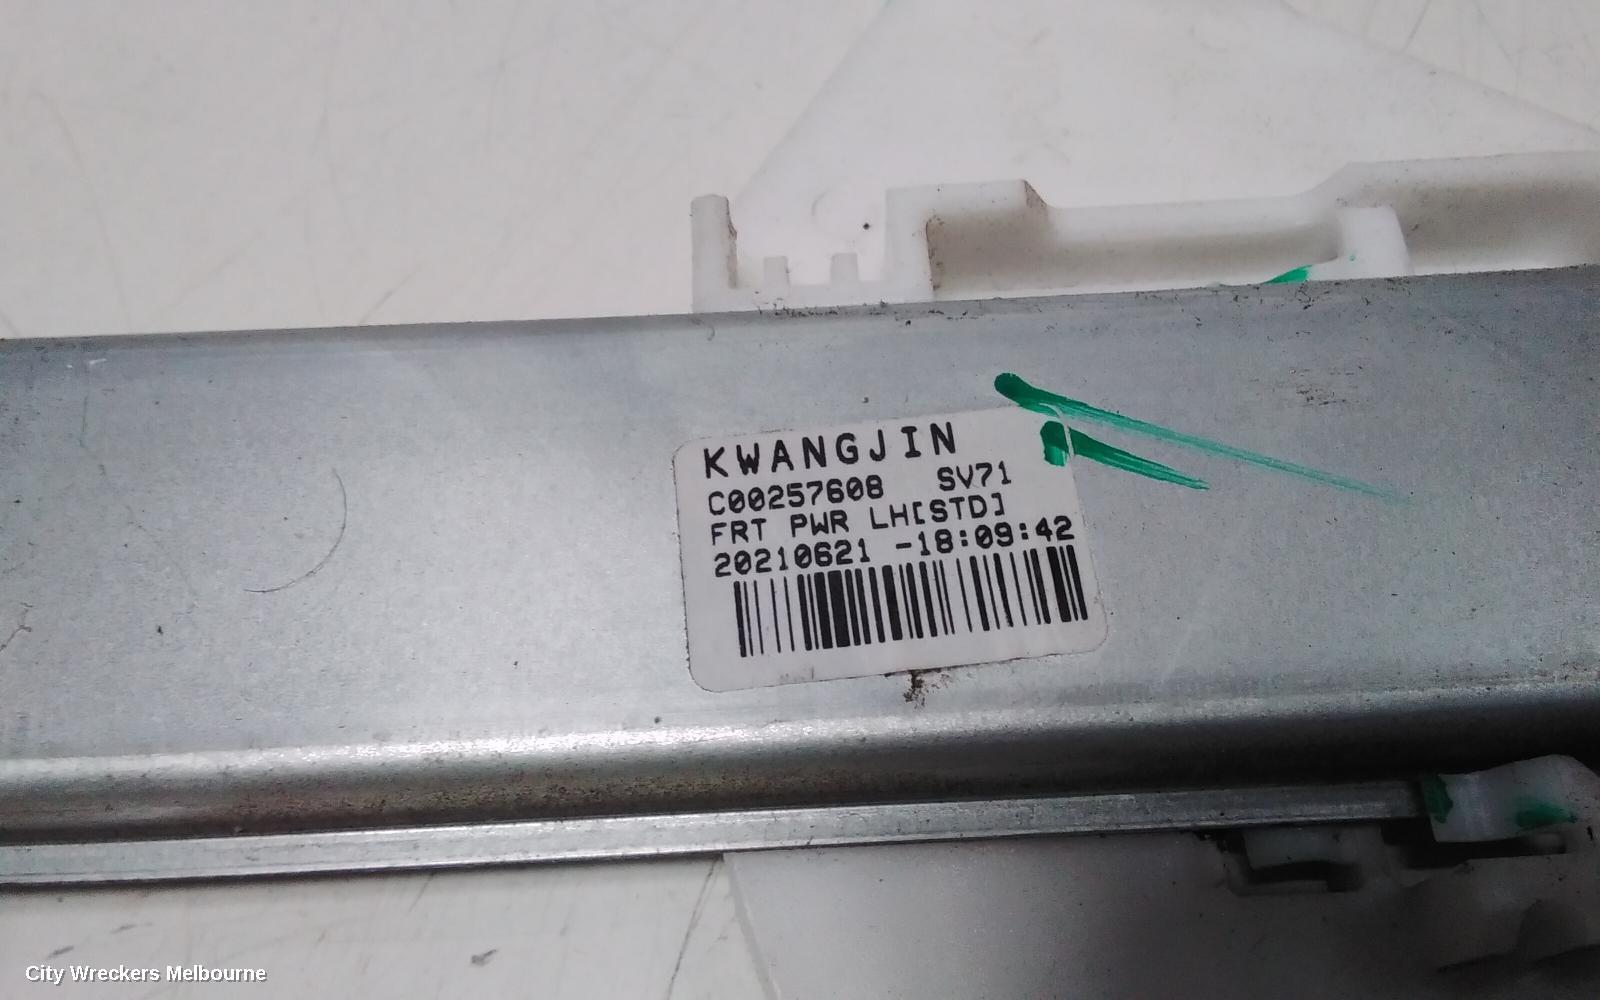 KWANGJIN
C00257608 SV71
FRT PWR LH[STD]
20210621 -18:09:42
City Wreckers Melbourne